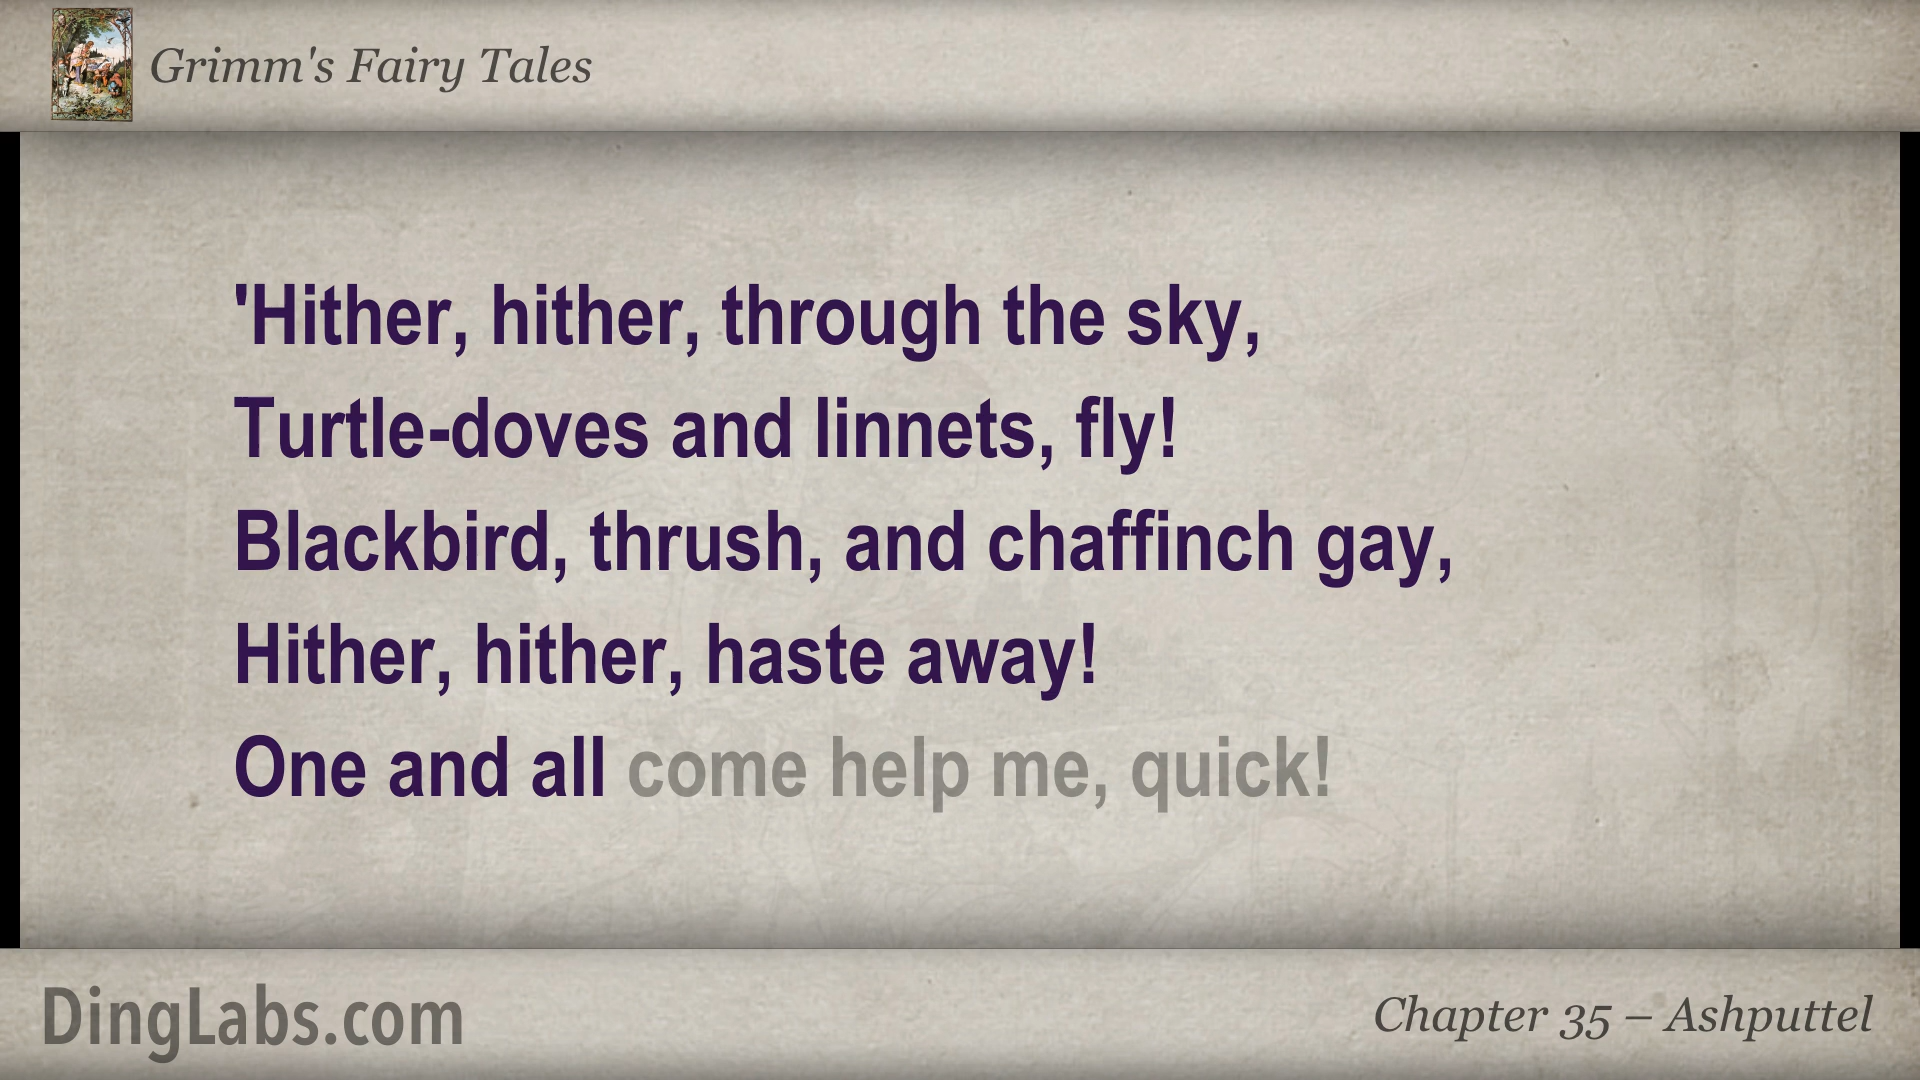 Grimm's Fairy Tales
'Hither, hither, through the sky,
Turtle-doves and linnets, fly!
Blackbird, thrush, and chaffinch gay,
Hither, hither, haste away!
One and all come help me, quick!
DingLabs.com
Chapter 35 – Ashputtel